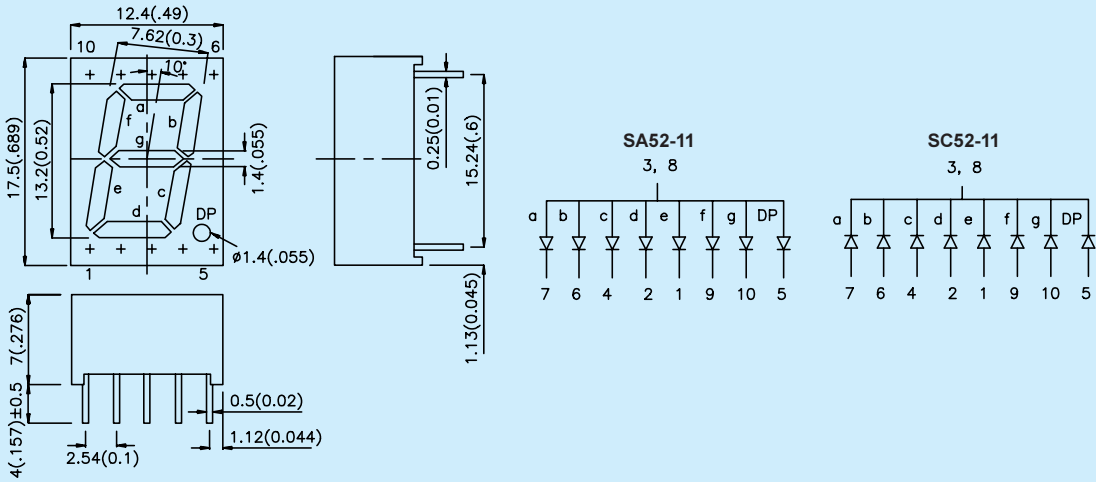 12.4(.49)
7.62(0.3)
10 6
10°
a
f b
g
e c
d
DP
1 5
17.5(.689)
13.2(0.52)
1.4(.055)
ø1.4(.055)
0.25(0.01)
15.24(.6)
1.13(0.045)
7(.276)
4(.157)±0.5
0.5(0.02)
1.12(0.044)
2.54(0.1)
SA52-11
3, 8
a b c d e f g DP
7 6 4 2 1 9 10 5
SC52-11
3, 8
a b c d e f g DP
7 6 4 2 1 9 10 5